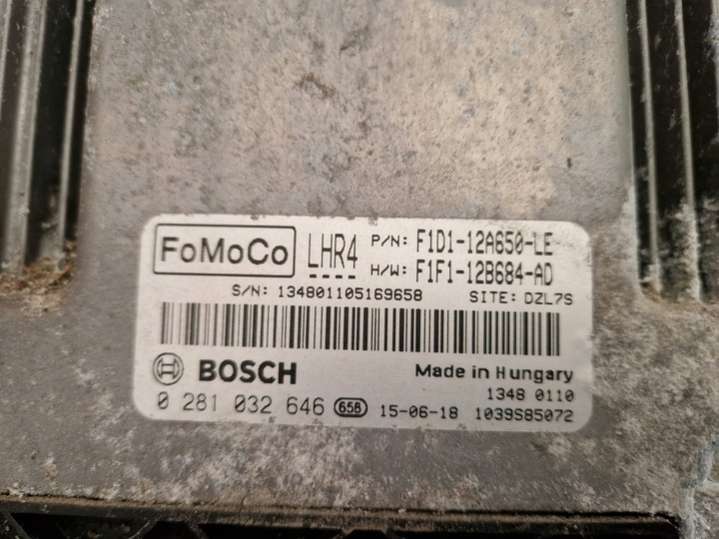 FoMoCo LHR4 P/N: F1D1-12A650-LE
H/W: F1F1-12B684-AD
S/N: 134801105169658 SITE: DZL7S
BOSCH Made in Hungary
1348 0110
0 281 032 646 656 15-06-18 1039S85072